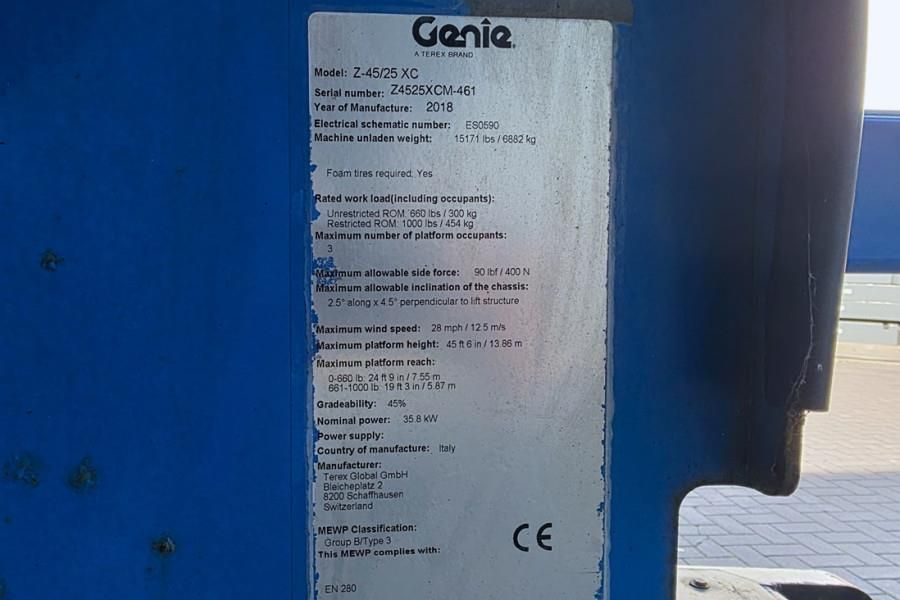 Genie
A TEREX BRAND
Model: Z-45/25 XC
Serial number: Z4525XCM-461
Year of Manufacture: 2018
Electrical schematic number: ES0590
Machine unladen weight: 15171 lbs / 6882 kg
Foam tires required: Yes
Rated work load(including occupants):
Unrestricted ROM: 660 lbs / 300 kg
Restricted ROM: 1000 lbs / 454 kg
Maximum number of platform occupants:
3
Maximum allowable side force: 90 lbf / 400 N
Maximum allowable inclination of the chassis:
2.5° along x 4.5° perpendicular to lift structure
Maximum wind speed: 28 mph / 12.5 m/s
Maximum platform height: 45 ft 6 in / 13.86 m
Maximum platform reach:
0-660 lb: 24 ft 9 in / 7.55 m
661-1000 lb: 19 ft 3 in / 5.87 m
Gradeability: 45%
Nominal power: 35.8 kW
Power supply:
Country of manufacture: Italy
Manufacturer:
Terex Global GmbH
Bleicheplatz 2
8200 Schaffhausen
Switzerland
MEWP Classification:
Group B/Type 3
This MEWP complies with:
CE
EN 280